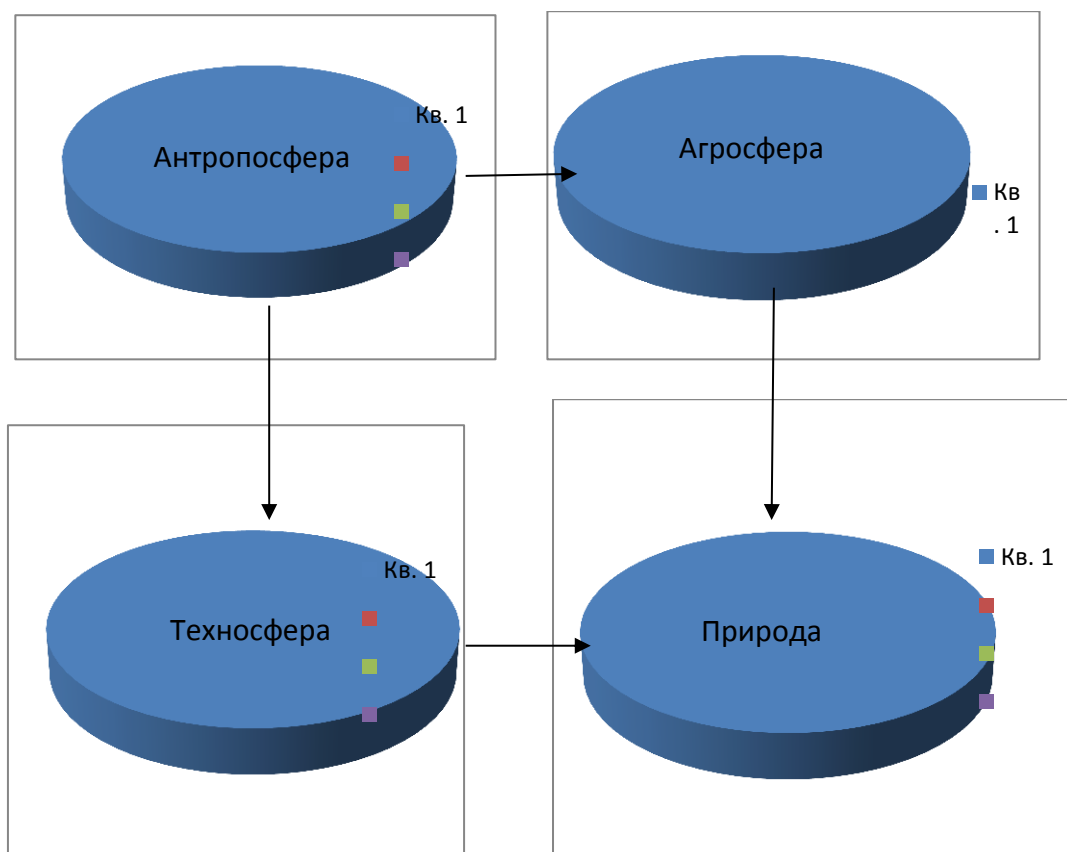 Кв. 1
Антропосфера
Агросфера
Кв
. 1
Кв. 1
Техносфера
Кв. 1
Природа